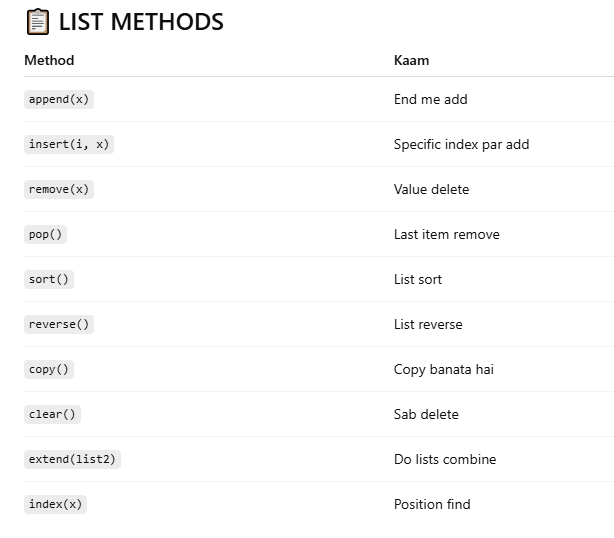 📋 LIST METHODS
Method Kaam
append(x) End me add
insert(i, x) Specific index par add
remove(x) Value delete
pop() Last item remove
sort() List sort
reverse() List reverse
copy() Copy banata hai
clear() Sab delete
extend(list2) Do lists combine
index(x) Position find